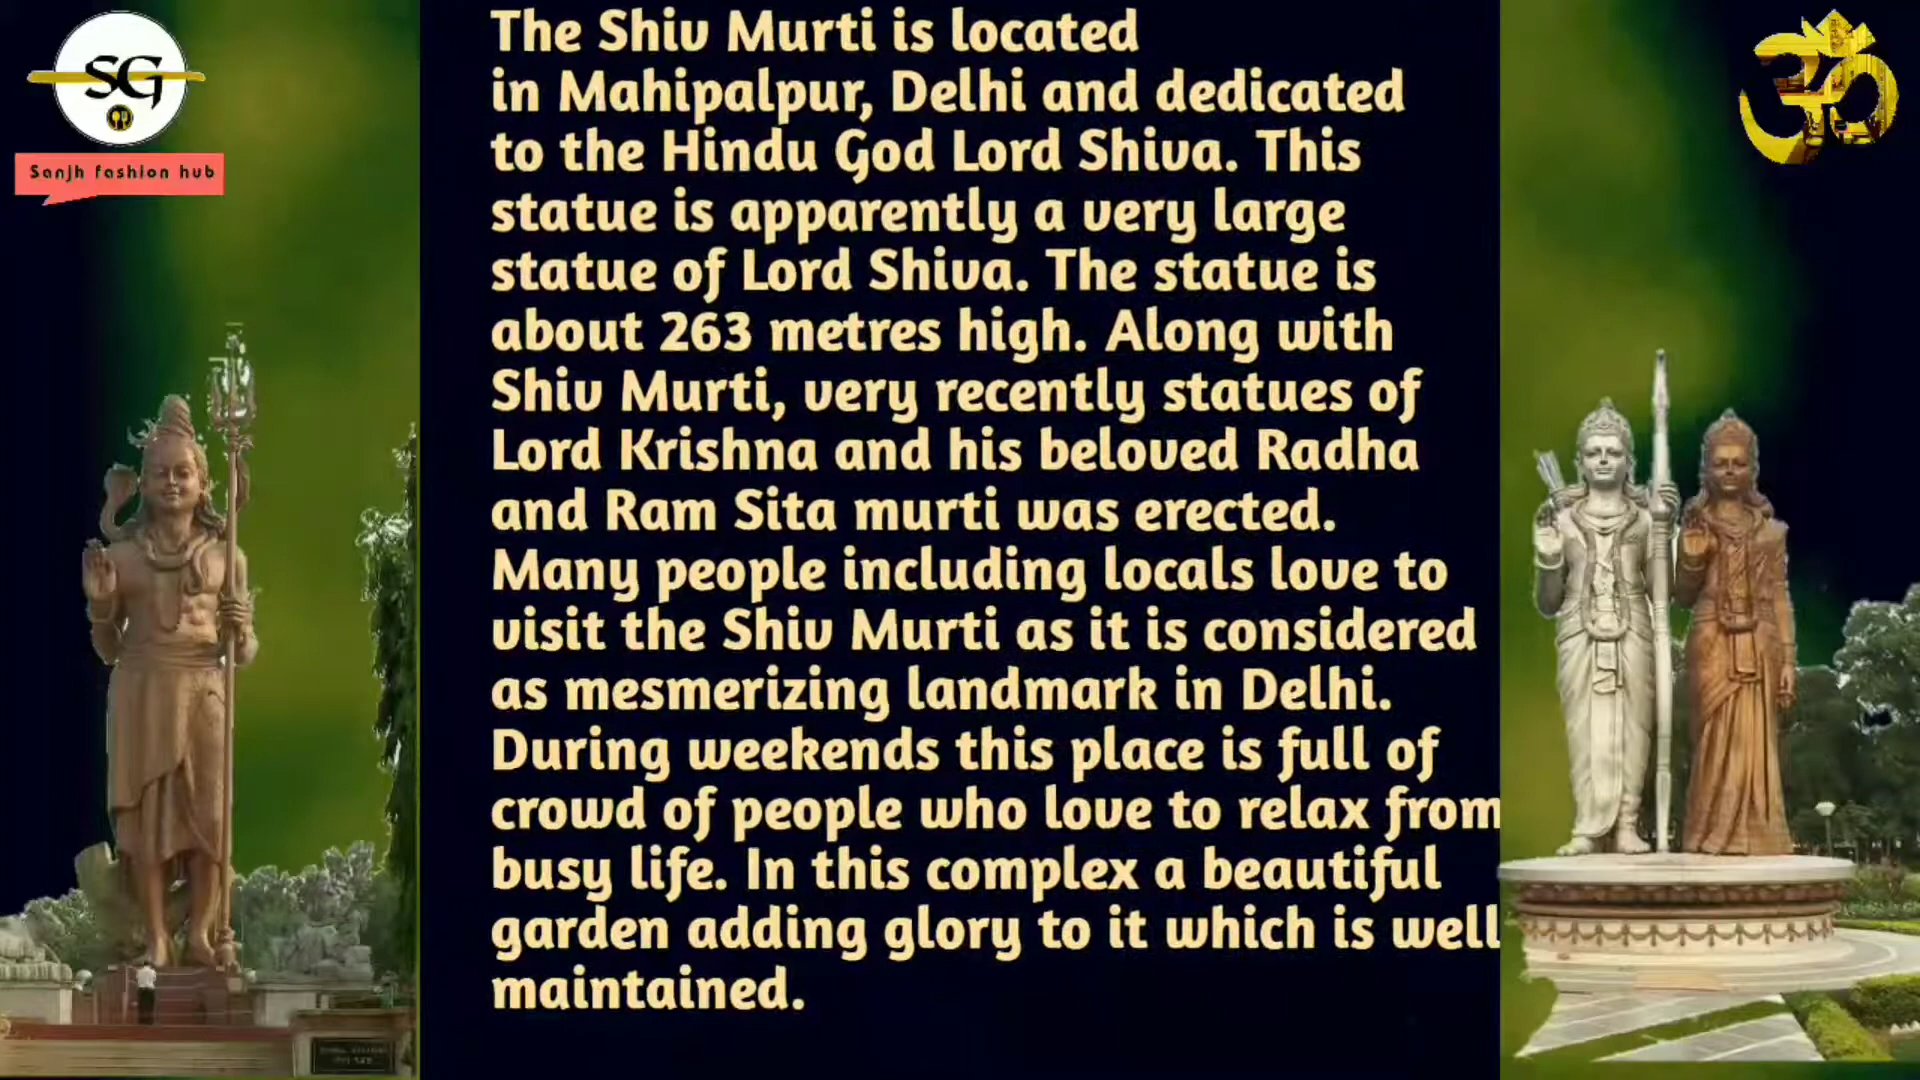 SG
Sanjh fashion hub
ॐ
The Shiv Murti is located
in Mahipalpur, Delhi and dedicated
to the Hindu God Lord Shiva. This
statue is apparently a very large
statue of Lord Shiva. The statue is
about 263 metres high. Along with
Shiv Murti, very recently statues of
Lord Krishna and his beloved Radha
and Ram Sita murti was erected.
Many people including locals love to
visit the Shiv Murti as it is considered
as mesmerizing landmark in Delhi.
During weekends this place is full of
crowd of people who love to relax from
busy life. In this complex a beautiful
garden adding glory to it which is well
maintained.